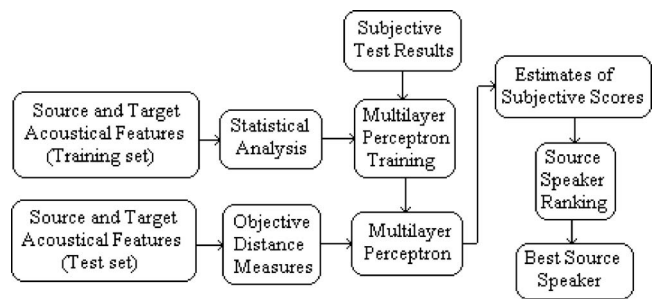 Subjective
Test Results
Estimates of
Subjective Scores
Source and Target
Acoustical Features
(Training set)
Statistical
Analysis
Multilayer
Perceptron
Training
Source
Speaker
Ranking
Source and Target
Acoustical Features
(Test set)
Objective
Distance
Measures
Multilayer
Perceptron
Best Source
Speaker